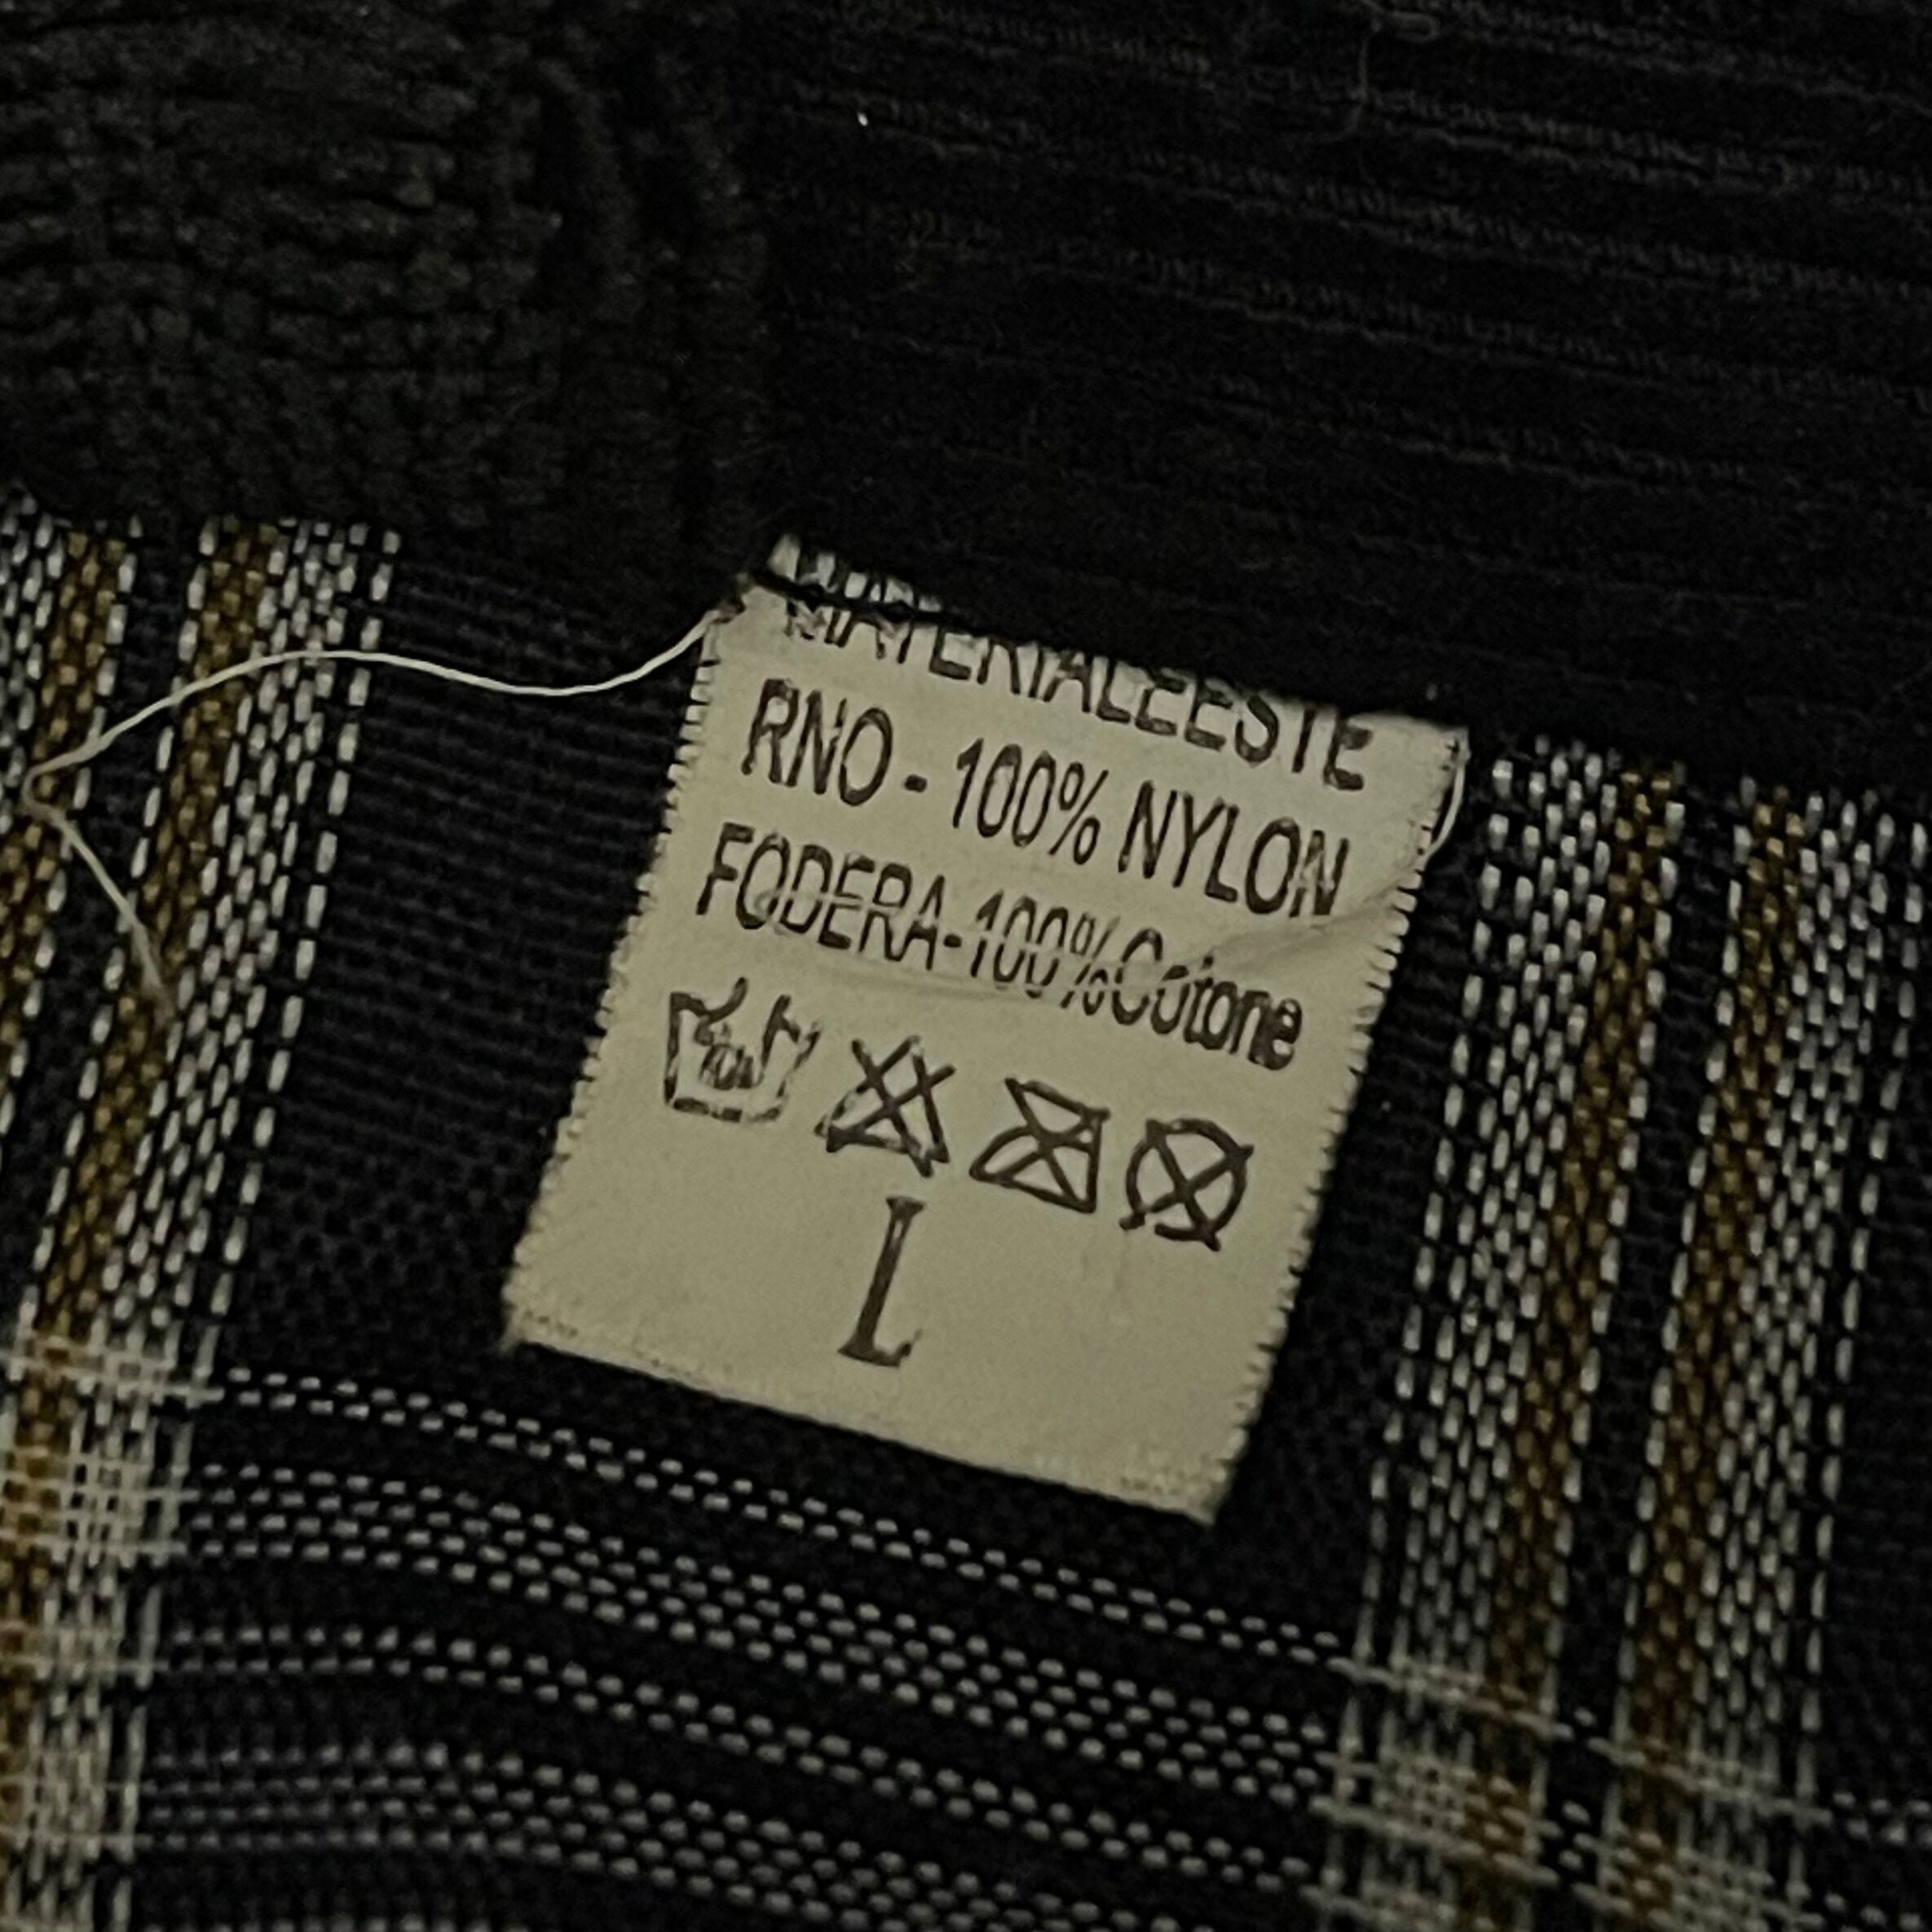 MATERIALEESTE
RNO - 100% NYLON
FODERA-100%Cotone
L